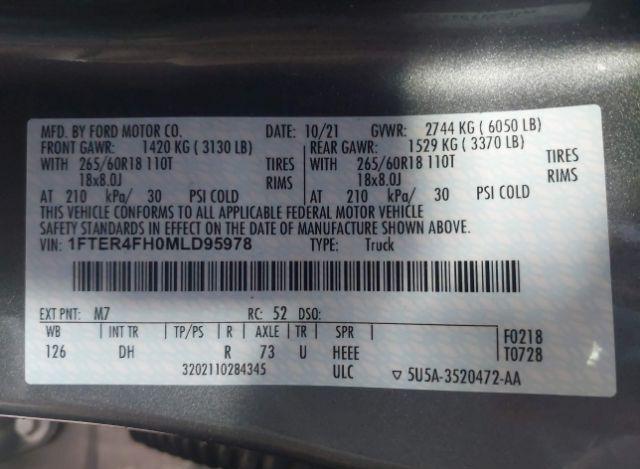 MFD. BY FORD MOTOR CO. DATE: 10/21 GVWR: 2744 KG ( 6050 LB)
FRONT GAWR: 1420 KG ( 3130 LB) REAR GAWR: 1529 KG ( 3370 LB)
WITH 265/60R18 110T TIRES WITH 265/60R18 110T TIRES
18x8.0J RIMS 18x8.0J RIMS
AT 210 kPa/ 30 PSI COLD AT 210 kPa/ 30 PSI COLD
THIS VEHICLE CONFORMS TO ALL APPLICABLE FEDERAL MOTOR VEHICLE
SAFETY STANDARDS IN EFFECT ON THE DATE OF MANUFACTURE SHOWN ABOVE.
VIN: 1FTER4FH0MLD95978 TYPE: Truck
EXT PNT: M7 RC: 52 DSO:
WB INT TR TP/PS R AXLE TR SPR F0218
126 DH R 73 U HEEE T0728
3202110284345 ULC ▽ 5U5A-3520472-AA